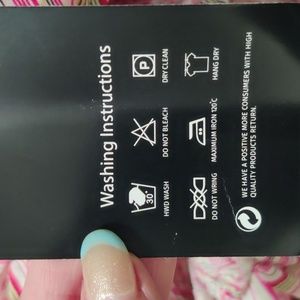 Washing Instructions
30°
HWD WASH
DO NOT BLEACH
P
DRY CLEAN
DO NOT WRING
MAXIMUM IRON 120℃
HANG DRY
WE HAVE A POSITIVE MORE CONSUMERS WITH HIGH
QUALITY PRODUCTS RETURN.